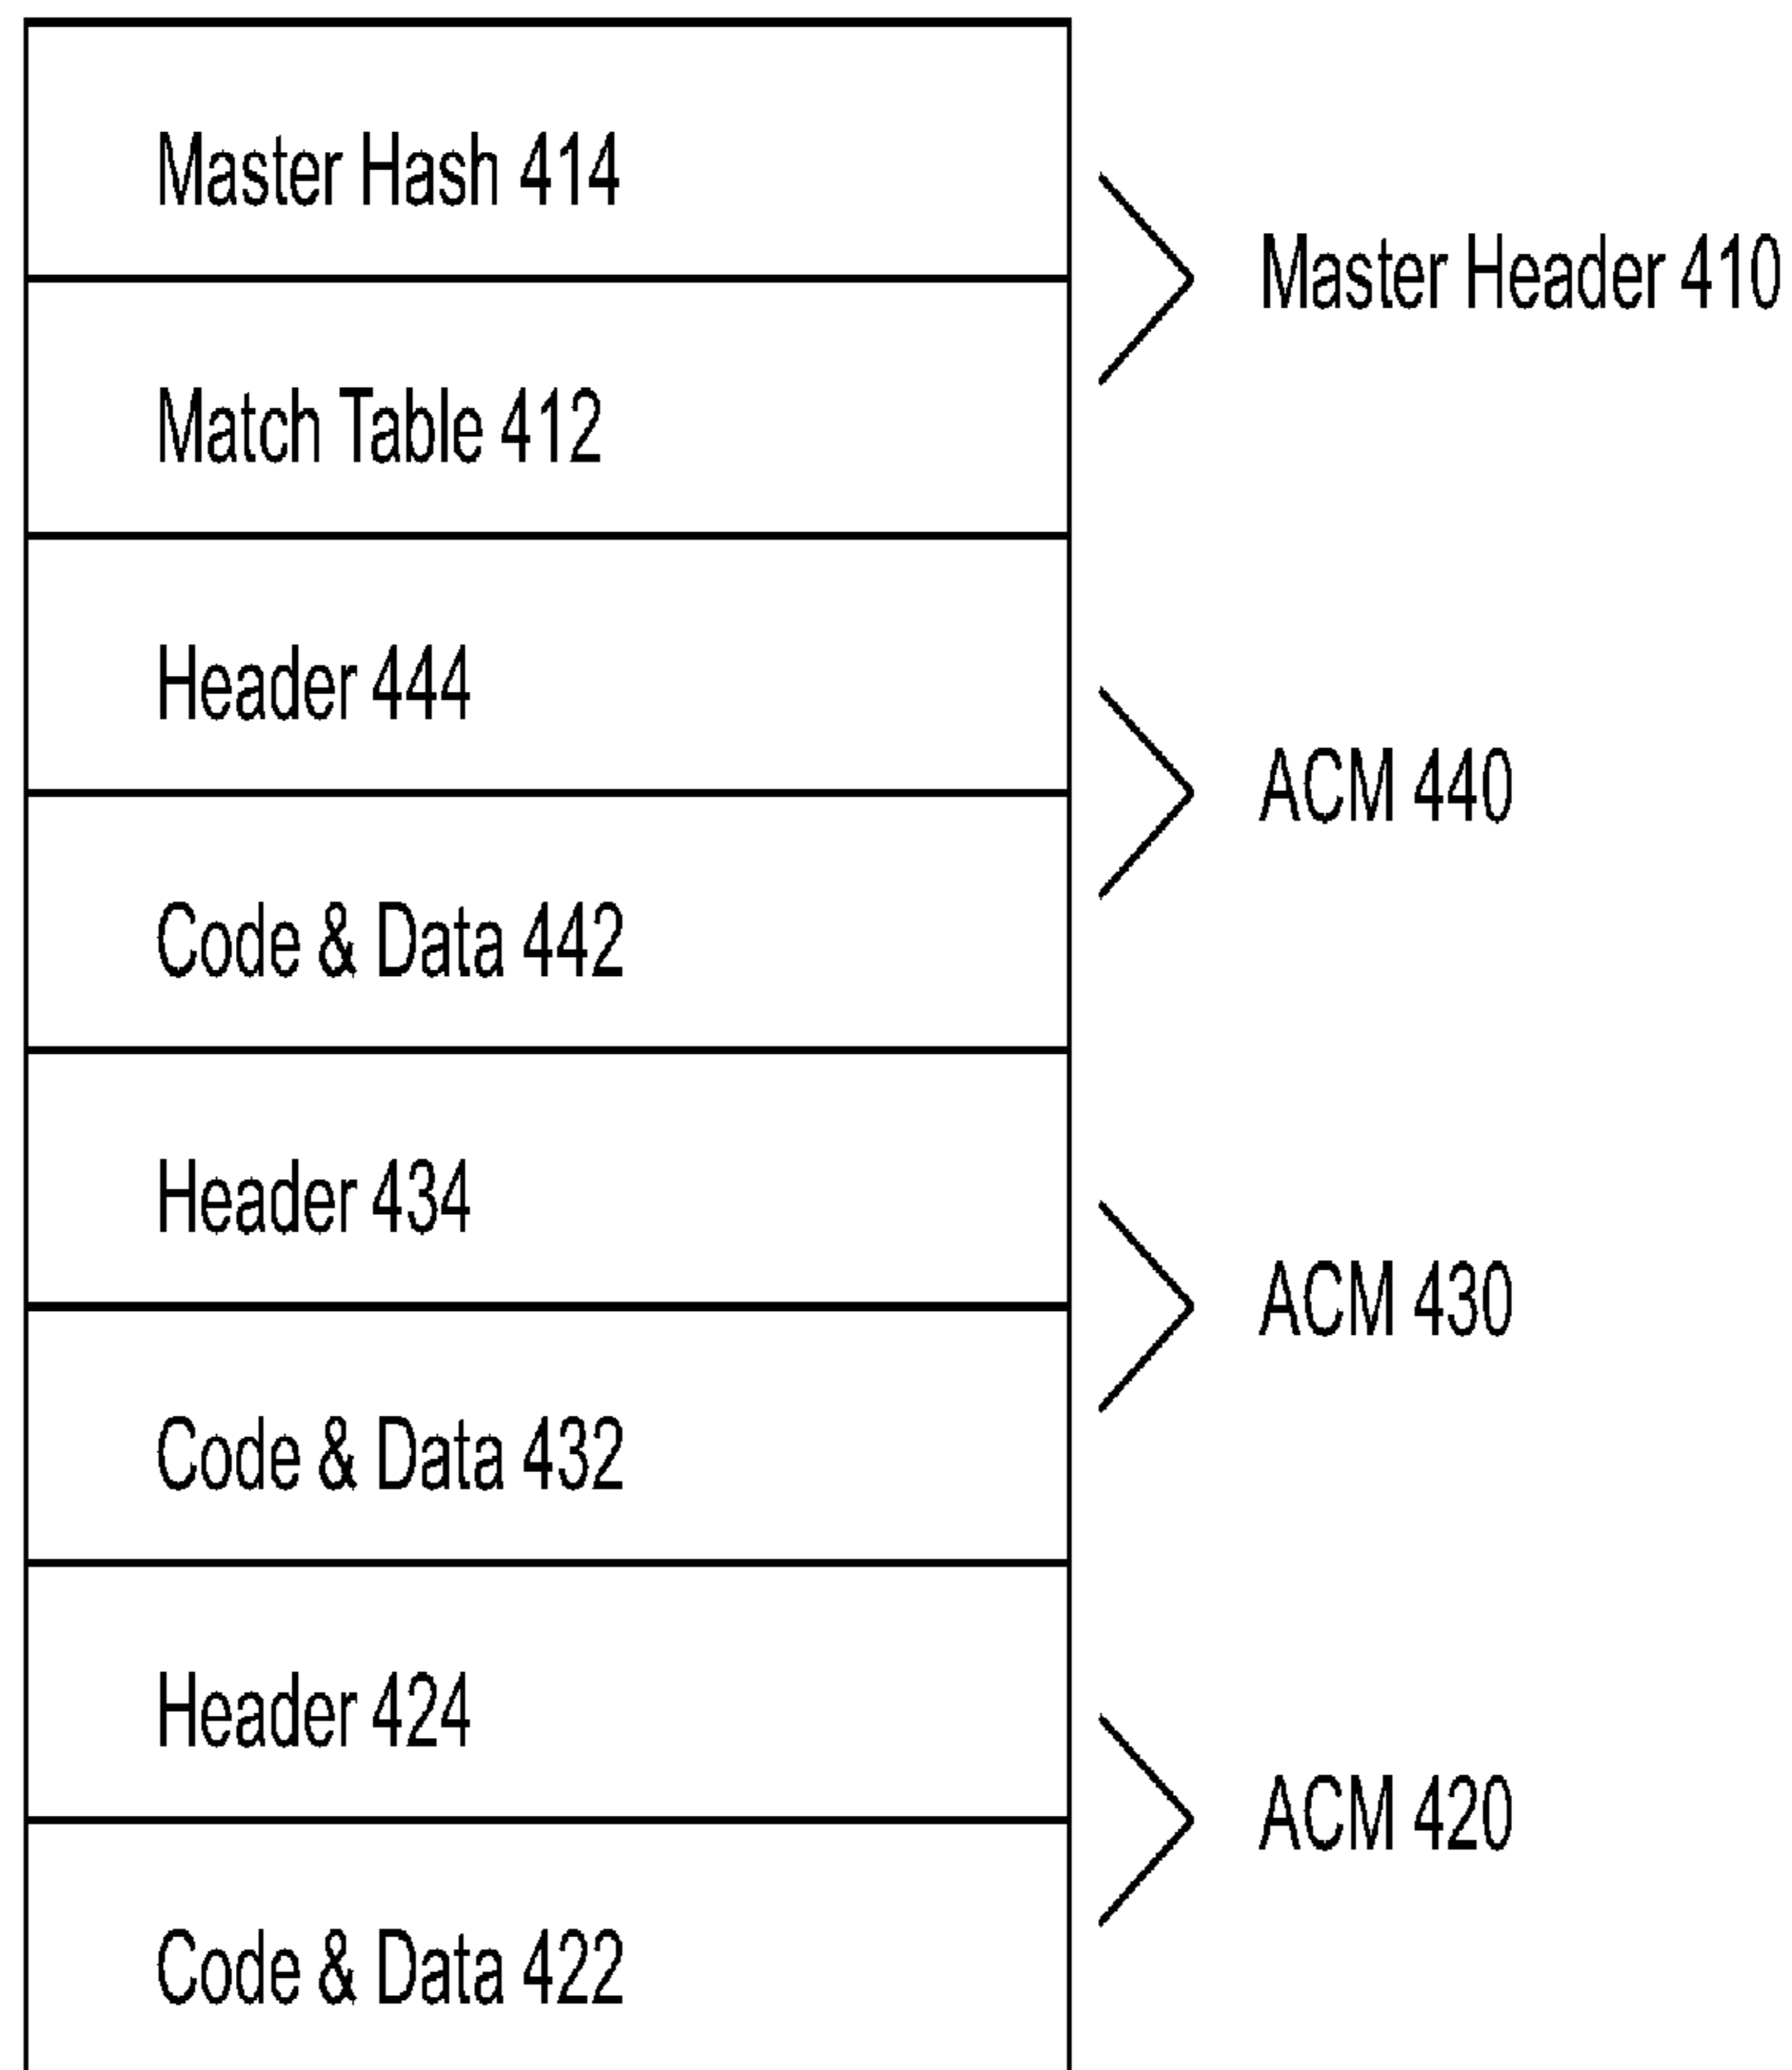 Master Hash 414
Master Header 410
Match Table 412
Header 444
ACM 440
Code & Data 442
Header 434
ACM 430
Code & Data 432
Header 424
ACM 420
Code & Data 422